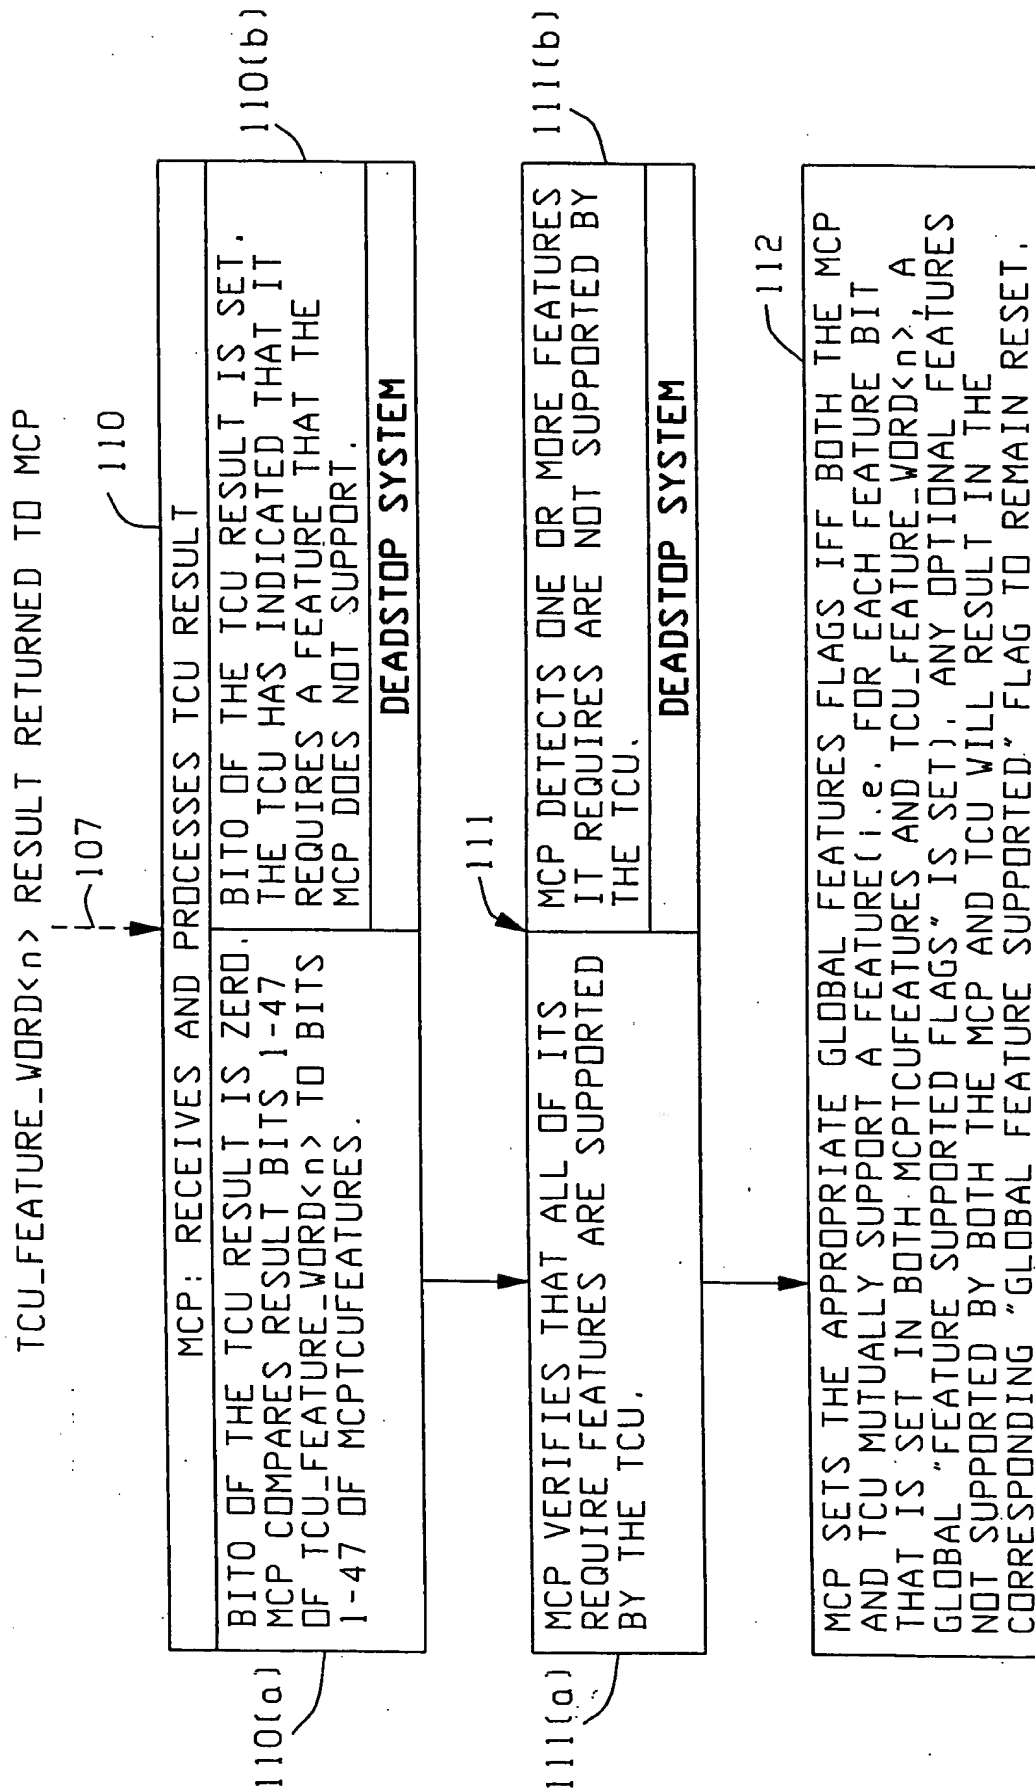 TCU_FEATURE_WORD<n> RESULT RETURNED TO MCP
107
110
MCP: RECEIVES AND PROCESSES TCU RESULT
110(a)
BITO OF THE TCU RESULT IS ZERO.
MCP COMPARES RESULT BITS 1-47
OF TCU_FEATURE_WORD<n> TO BITS
1-47 OF MCPTCUFEATURES.
BITO OF THE TCU RESULT IS SET.
THE TCU HAS INDICATED THAT IT
REQUIRES A FEATURE THAT THE
MCP DOES NOT SUPPORT.
DEADSTOP SYSTEM
110(b)
111
111(a)
MCP VERIFIES THAT ALL OF ITS
REQUIRE FEATURES ARE SUPPORTED
BY THE TCU.
MCP DETECTS ONE OR MORE FEATURES
IT REQUIRES ARE NOT SUPPORTED BY
THE TCU.
DEADSTOP SYSTEM
111(b)
112
MCP SETS THE APPROPRIATE GLOBAL FEATURES FLAGS IFF BOTH THE MCP
AND TCU MUTUALLY SUPPORT A FEATURE(i.e. FOR EACH FEATURE BIT
THAT IS SET IN BOTH MCPTCUFEATURES AND TCU_FEATURE_WORD<n>, A
GLOBAL "FEATURE SUPPORTED FLAGS" IS SET). ANY OPTIONAL FEATURES
NOT SUPPORTED BY BOTH THE MCP AND TCU WILL RESULT IN THE
CORRESPONDING "GLOBAL FEATURE SUPPORTED" FLAG TO REMAIN RESET.